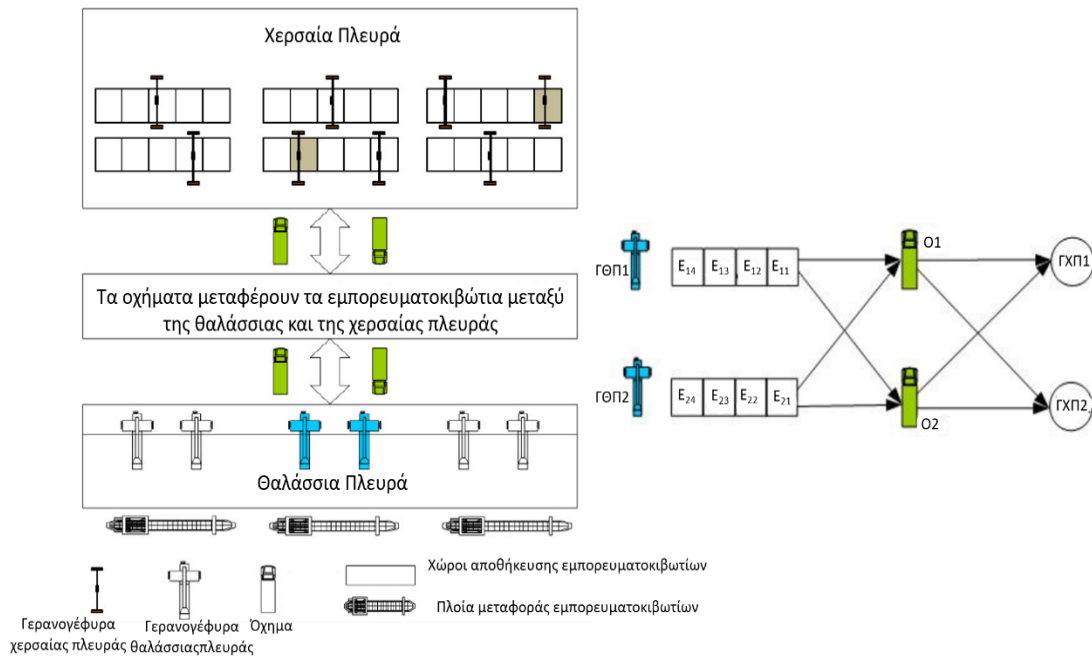 Χερσαία Πλευρά
Τα οχήματα μεταφέρουν τα εμπορευματοκιβώτια μεταξύ
της θαλάσσιας και της χερσαίας πλευράς
Θαλάσσια Πλευρά
Γερανογέφυρα
χερσαίας πλευράς
Γερανογέφυρα
θαλάσσιαςπλευράς
Όχημα
Χώροι αποθήκευσης εμπορευματοκιβωτίων
Πλοία μεταφοράς εμπορευματοκιβωτίων
ΓΘΠ1
E₁₄ E₁₃ E₁₂ E₁₁
O1
ΓΧΠ1
ΓΘΠ2
E₂₄ E₂₃ E₂₂ E₂₁
O2
ΓΧΠ2